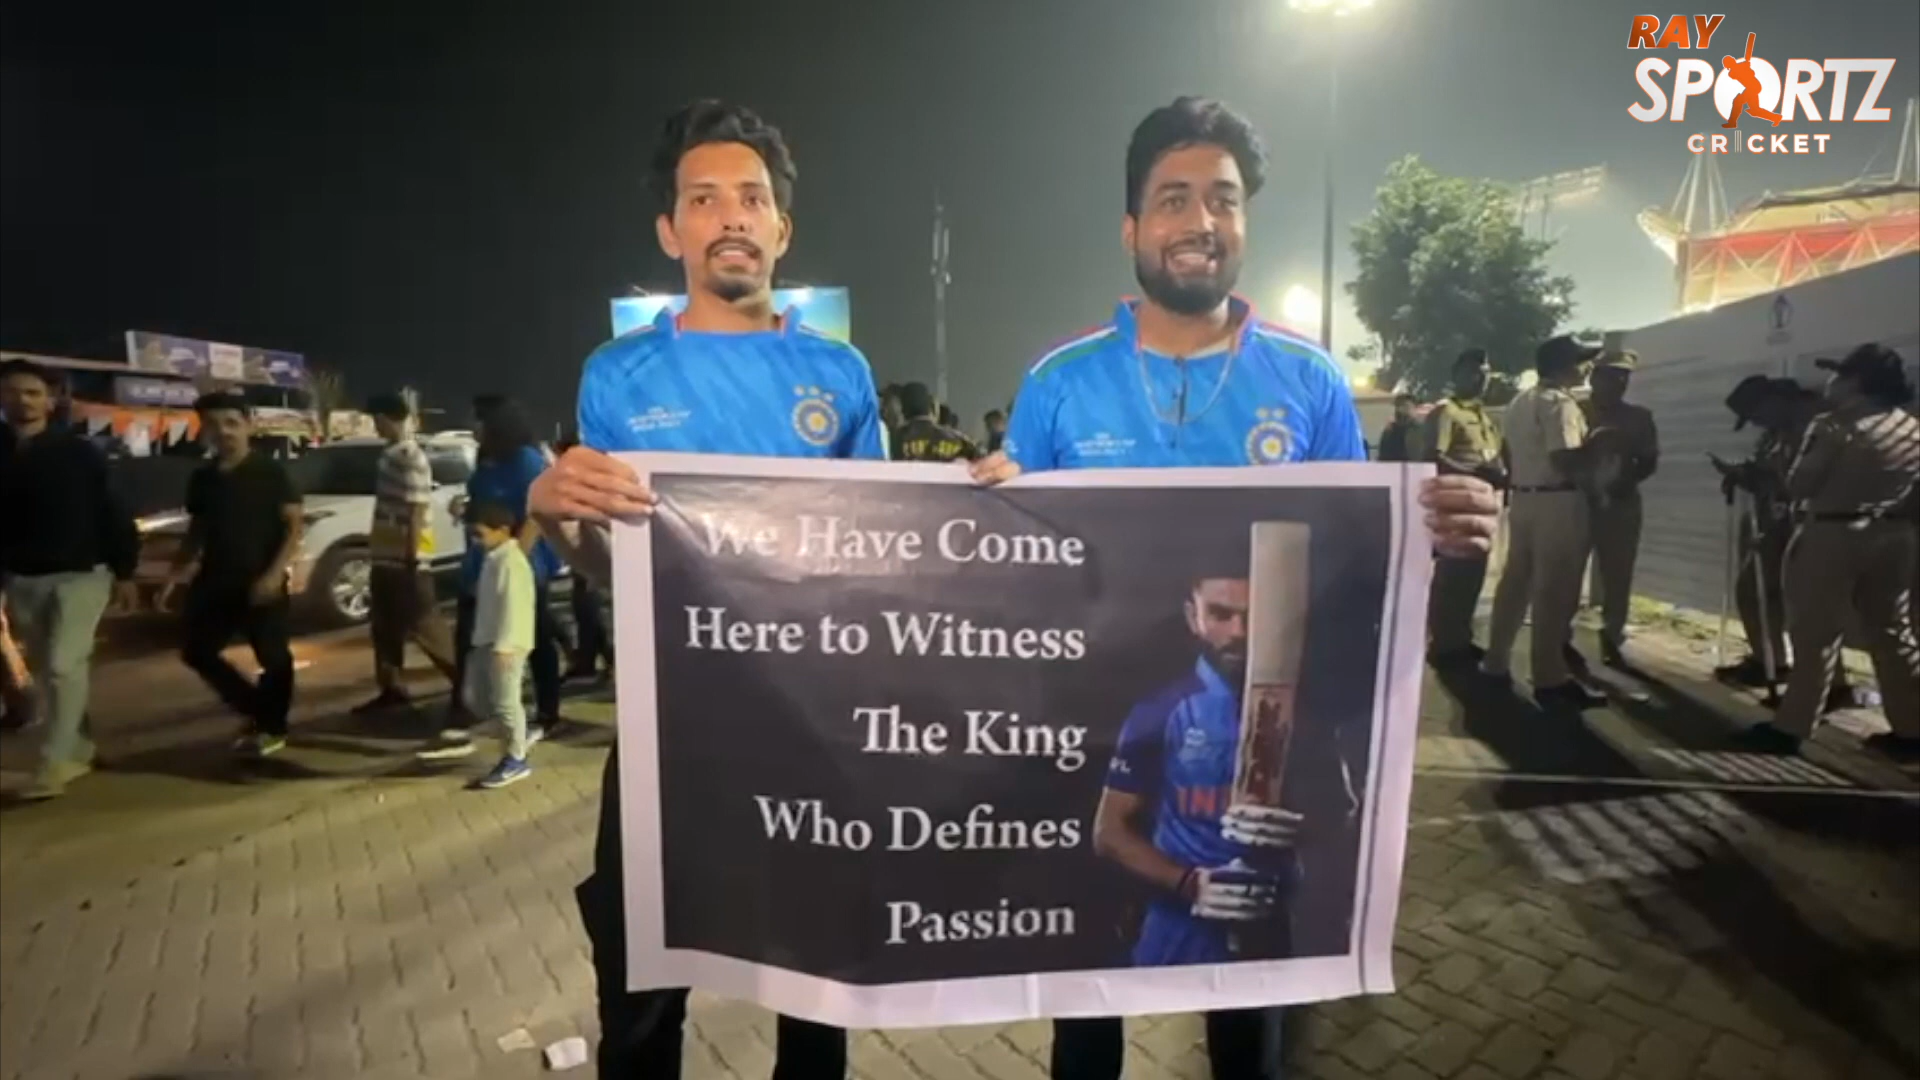 RAY
SPORTZ
CRICKET
We Have Come
Here to Witness
The King
Who Defines
Passion